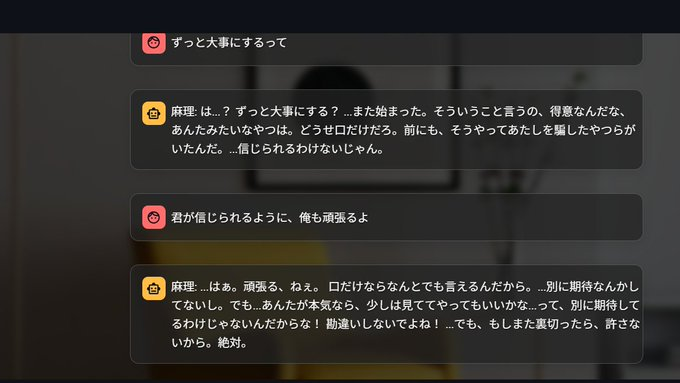 ずっと大事にするって
麻理: は…？ ずっと大事にする？ …また始まった。そういうこと言うの、得意なんだな、
あんたみたいなやつは。どうせ口だけだろ。前にも、そうやってあたしを騙したやつらが
いたんだ。…信じられるわけないじゃん。
君が信じられるように、俺も頑張るよ
麻理: …はぁ。頑張る、ねぇ。 口だけならなんとでも言えるんだから。…別に期待なんかし
てないし。でも…あんたが本気なら、少しは見ててやってもいいかな…って、別に期待して
るわけじゃないんだからな！ 勘違いしないでよね！ …でも、もしまた裏切ったら、許さな
いから。絶対。